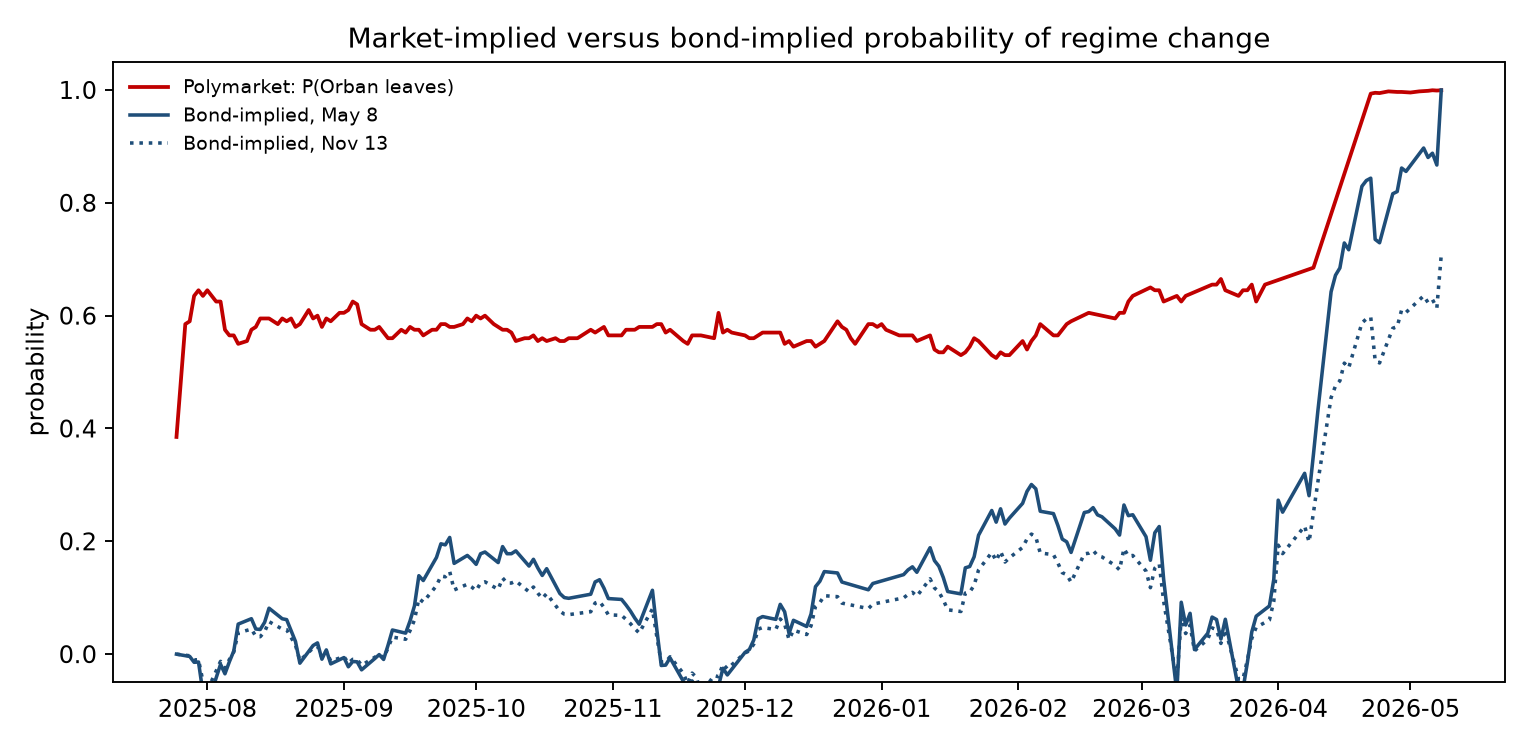 Market-implied versus bond-implied probability of regime change
Polymarket: P(Orban leaves)
Bond-implied, May 8
Bond-implied, Nov 13
probability
1.0
0.8
0.6
0.4
0.2
0.0
2025-08 2025-09 2025-10 2025-11 2025-12 2026-01 2026-02 2026-03 2026-04 2026-05